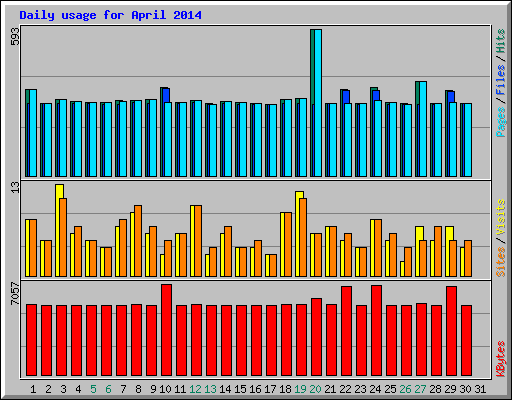 Daily usage for April 2014
593
Pages / Files / Hits
13
Sites / Visits
7057
KBytes
1 2 3 4 5 6 7 8 9 10 11 12 13 14 15 16 17 18 19 20 21 22 23 24 25 26 27 28 29 30 31